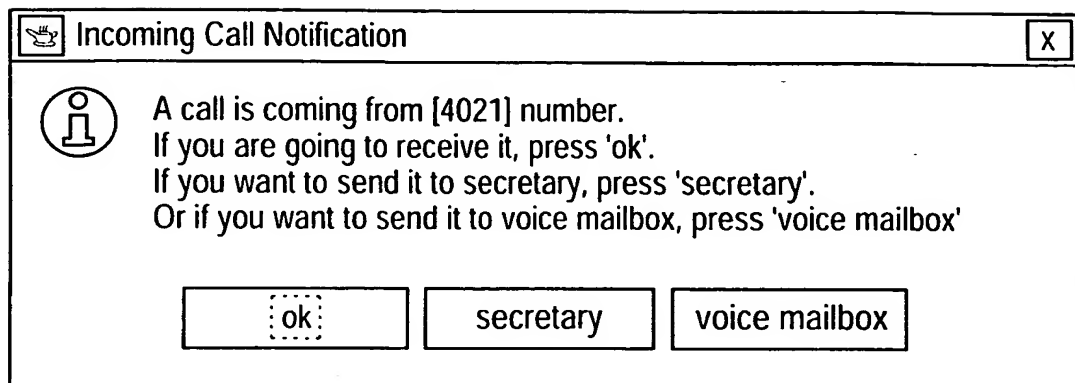 Incoming Call Notification X
A call is coming from [4021] number.
If you are going to receive it, press 'ok'.
If you want to send it to secretary, press 'secretary'.
Or if you want to send it to voice mailbox, press 'voice mailbox'
ok secretary voice mailbox